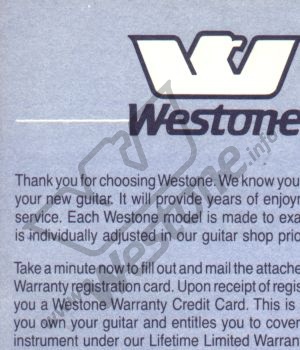 Westone
Thank you for choosing Westone. We know you
your new guitar. It will provide years of enjoy
service. Each Westone model is made to exa
is individually adjusted in our guitar shop prio
Take a minute now to fill out and mail the attache
Warranty registration card. Upon receipt of regis
you a Westone Warranty Credit Card. This is
you own your guitar and entitles you to cover
instrument under our Lifetime Limited Warran
Westone.info